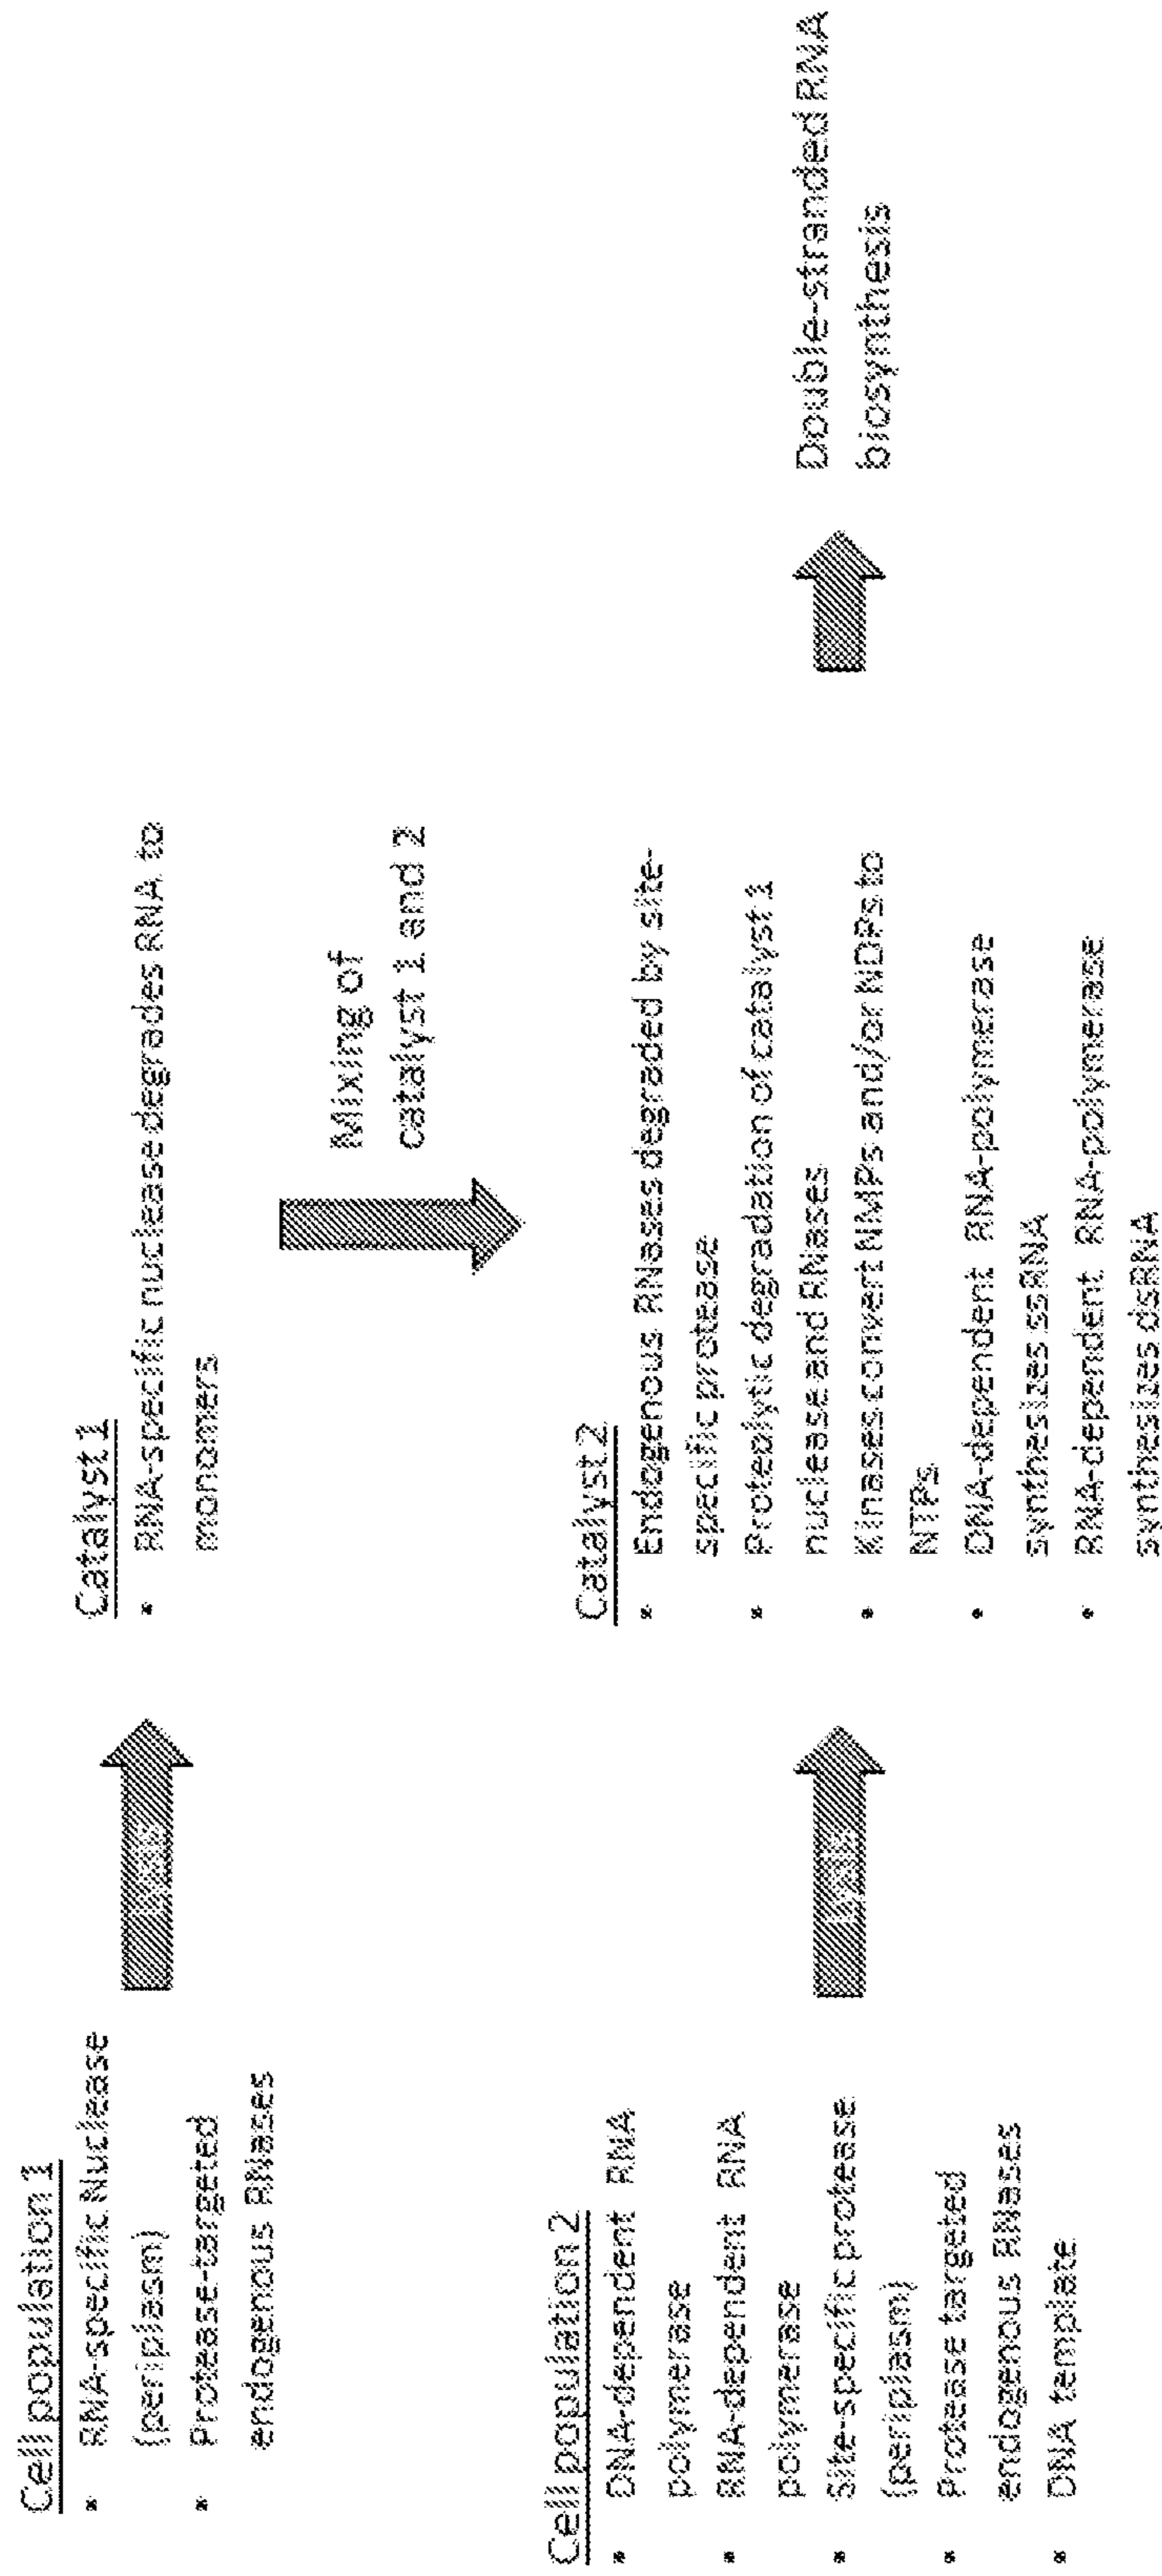 Cell population 1
• RNA-specific Nuclease
(periplasm)
• Protease-targeted
endogenous RNases
Lysis
Catalyst 1
• RNA-specific nuclease degrades RNA to
monomers
Mixing of
catalyst 1 and 2
Cell population 2
• DNA-dependent RNA
polymerase
• RNA-dependent RNA
polymerase
• Site-specific protease
(periplasm)
• Protease targeted
endogenous RNases
• DNA template
Lysis
Catalyst 2
• Endogenous RNases degraded by site-
specific protease
• Proteolytic degradation of catalyst 1
nuclease and RNases
• Kinases convert NMPs and/or NDPs to
NTPs
• DNA-dependent RNA-polymerase
synthesizes ssRNA
• RNA-dependent RNA-polymerase
synthesizes dsRNA
Double-stranded RNA
biosynthesis